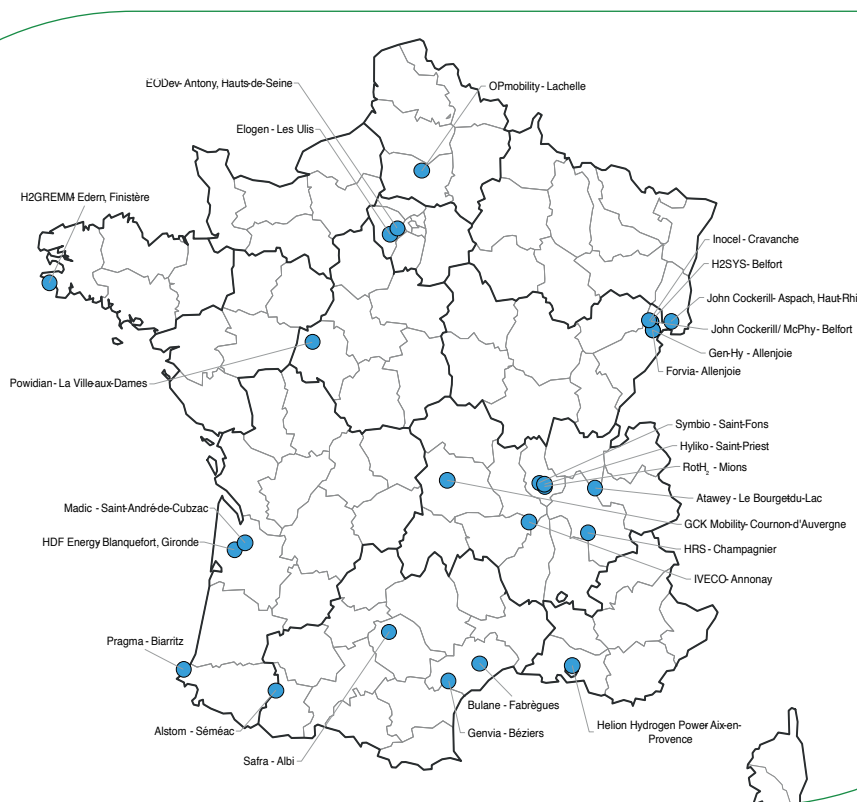 EODev- Antony, Hauts-de-Seine
OPmobility - Lachelle
Elogen - Les Ulis
H2GREMM- Edern, Finistère
Inocel - Cravanche
H2SYS- Belfort
John Cockerill- Aspach, Haut-Rhi
John Cockerill/ McPhy- Belfort
Gen-Hy - Allenjoie
Forvia- Allenjoie
Powidian - La Ville-aux-Dames
Symbio - Saint-Fons
Hyliko - Saint-Priest
RotH₂ - Mions
Atawey - Le Bourget-du-Lac
GCK Mobility- Cournon-d'Auvergne
HRS - Champagnier
IVECO- Annonay
Madic - Saint-André-de-Cubzac
HDF Energy Blanquefort, Gironde
Pragma - Biarritz
Alstom - Séméac
Safra - Albi
Bulane - Fabrègues
Genvia - Béziers
Helion Hydrogen Power- Aix-en-
Provence